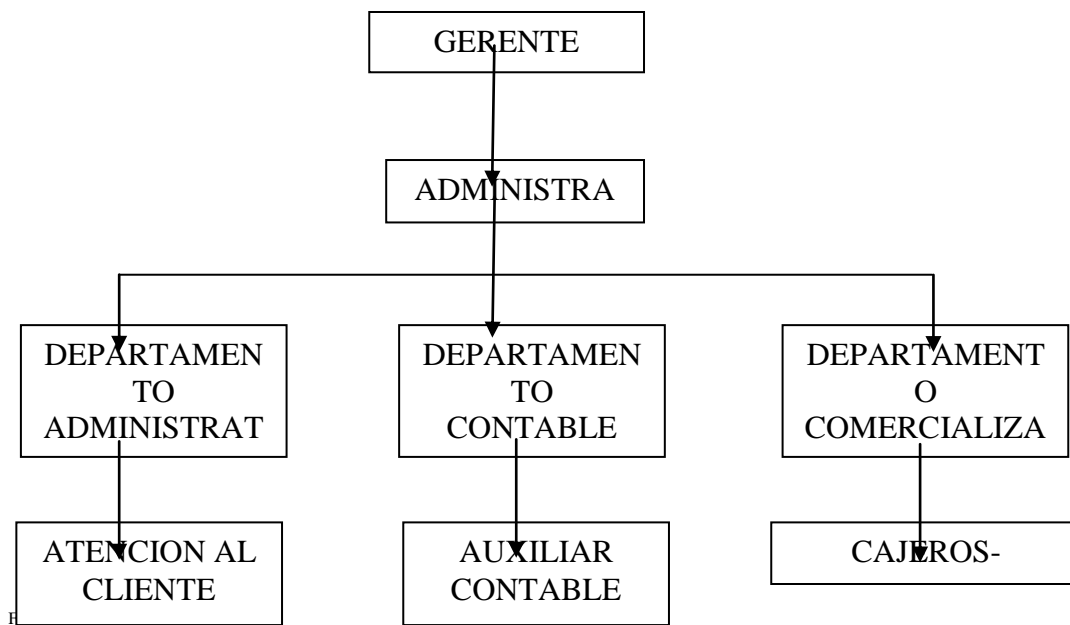 GERENTE
ADMINISTRA
DEPARTAMEN
TO
ADMINISTRAT
DEPARTAMEN
TO
CONTABLE
DEPARTAMENT
O
COMERCIALIZA
ATENCION AL
CLIENTE
AUXILIAR
CONTABLE
CAJEROS-